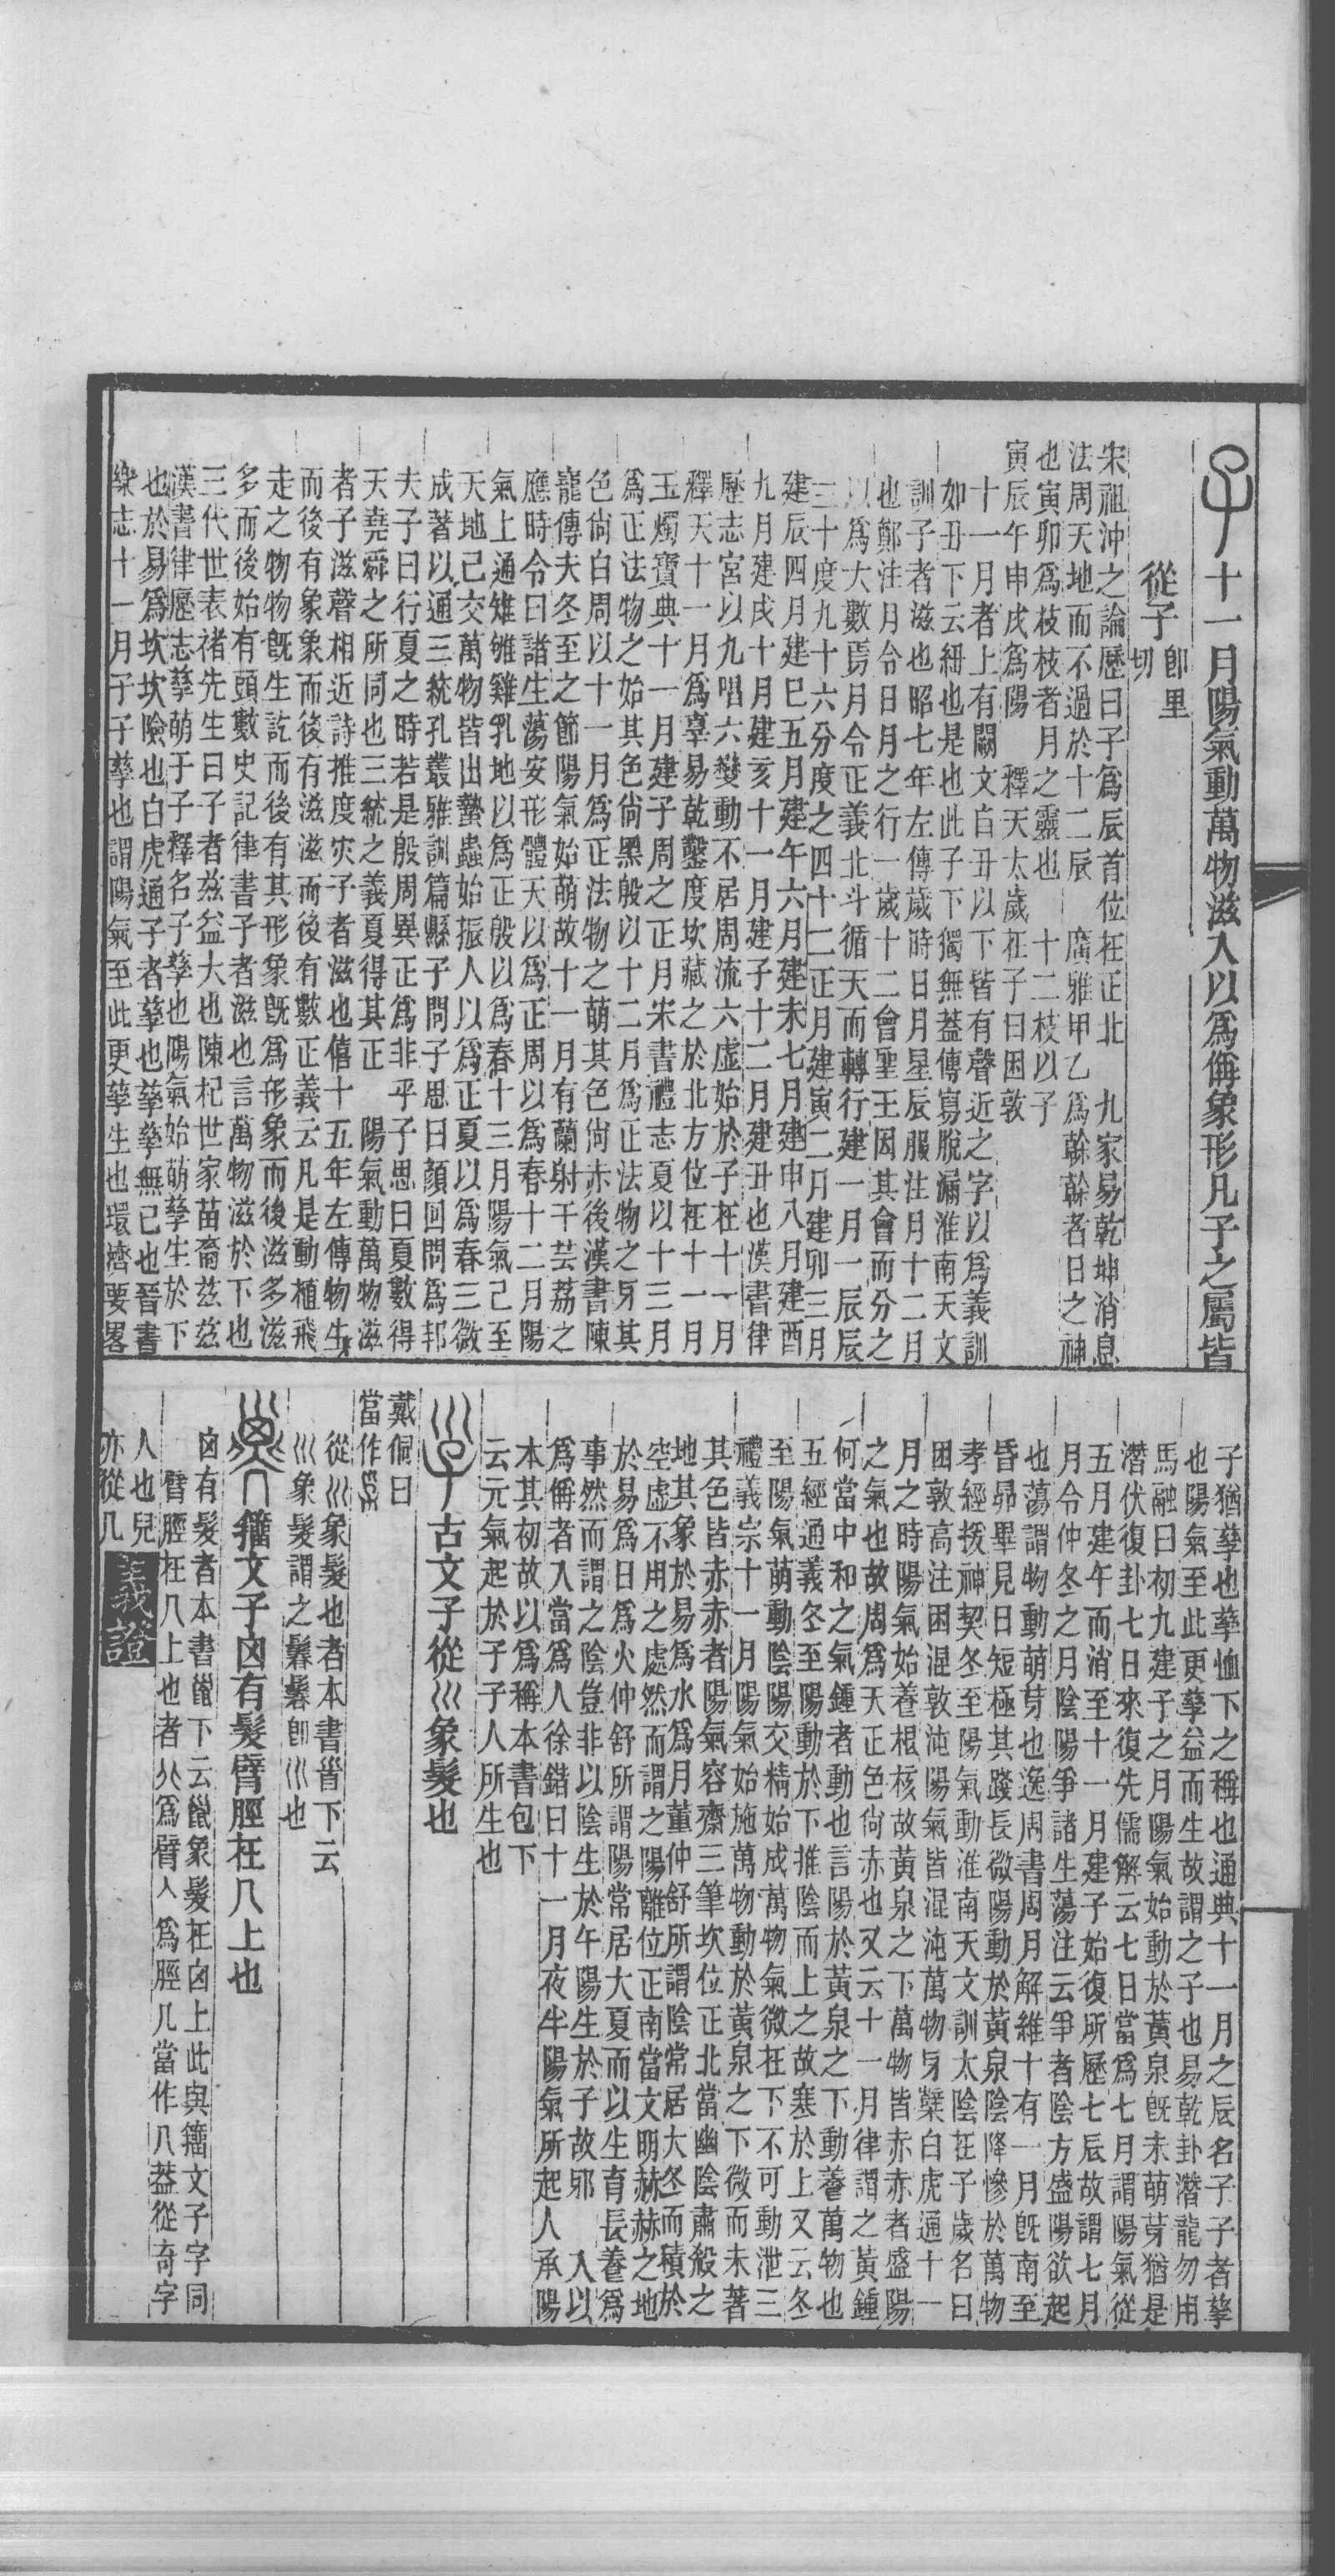 十一月陽氣動萬物滋入以爲偁象形凡子之屬皆
從子即里切
宋祖沖之論歷曰子爲辰首位在正北　九家易乾坤消息
法周天地而不過於十二辰　廣雅甲乙爲榦榦者日之神
也寅卯爲枝枝者月之靈也　十二枝以子
寅辰午申戌爲陽　釋天太歲在子曰困敦
十一月者上有闕文自丑以下皆有聲近之字以爲義訓
如丑下云紐也是也此子下獨無蓋傳寫脫漏淮南天文
訓子者滋也昭七年左傳歲時日月星辰服注月十二月
也鄭注月令日月之行一歲十二會聖王因其會而分之
以爲大數焉月令正義北斗循天而轉行建一月一辰辰
三十度九十六分度之四十二正月建寅二月建卯三月
建辰四月建巳五月建午六月建未七月建申八月建酉
九月建戌十月建亥十一月建子十二月建丑也漢書律
歷志宮以九唱六變動不居周流六虛始於子在十一月
釋天十一月爲辜易乾鑿度坎藏之於北方位在十一月
玉燭寶典十一月建子周之正月宋書禮志夏以十三月
爲正法物之始其色尙黑殷以十二月爲正法物之牙其
色尙白周以十一月爲正法物之萌其色尙赤後漢書陳
寵傳夫冬至之節陽氣始萌故十一月有蘭射干芸荔之
應時令曰諸生蕩安形體天以爲正周以爲春十二月陽
氣上通雉雊雞乳地以爲正殷以爲春十三月陽氣已至
天地已交萬物皆出蟄蟲始振人以爲正夏以爲春三微
成著以通三統孔叢雅訓篇縣子問子思曰顏回問爲邦
夫子曰行夏之時若是殷周異正爲非乎子思曰夏數得
天堯舜之所同也三統之義夏得其正　陽氣動萬物滋
者子滋聲相近詩推度災子者滋也僖十五年左傳物生
而後有象象而後有滋滋而後有數正義云凡是動植飛
走之物物旣生訖而後有其形象旣爲形象而後滋多滋
多而後始有頭數史記律書子者滋也言萬物滋於下也
三代世表褚先生曰子者茲益大也陳杞世家苗裔茲茲
漢書律歷志孳萌于子釋名子孳也陽氣始萌孳生於下
也於易爲坎坎險也白虎通子者孳也孳孳無已也晉書
樂志十一月子子孳也謂陽氣至此更孳生也環濟要畧
子猶孳也孳恤下之稱也通典十一月之辰名子子者孳
也陽氣至此更孳益而生故謂之子也易乾卦潛龍勿用
馬融曰初九建子之月陽氣始動於黃泉旣未萌芽猶是
潛伏復卦七日來復先儒解云七日當爲七月謂陽氣從
五月建午而消至十一月建子始復所歷七辰故謂七月
月令仲冬之月陰陽爭諸生蕩注云爭者陰方盛陽欲起
也蕩謂物動萌芽也逸周書周月解維十有一月旣南至
昏昴畢見日短極其踐長微陽動於黃泉陰降慘於萬物
孝經援神契冬至陽氣動淮南天文訓太陰在子歲名曰
困敦高注困混敦沌陽氣皆混沌萬物牙櫱白虎通十一
月之時陽氣始養根核故黃泉之下萬物皆赤赤者盛陽
之氣也故周爲天正色尙赤也又云十一月律謂之黃鍾
何當中和之氣鍾者動也言陽於黃泉之下動養萬物也
五經通義冬至陽動於下推陰而上之故塞於上又云冬
至陽氣萌動陰陽交精始成萬物氣微在下不可動泄三
禮義宗十一月陽氣始施萬物動於黃泉之下微而未著
其色皆赤赤者陽氣容齋三筆坎位正北當幽陰肅殺之
地其象於易爲水爲月董仲舒所謂陰常居大冬而積於
空虛不用之處然而謂之陽離位正南當文明赫赫之地
於易爲日爲火仲舒所謂陽常居大夏而以生育長養爲
事然而謂之陰豈非以陰生於午陽生於子故邪　入以
爲偁者入當爲人徐鍇曰十一月夜半陽氣所起人承陽
本其初故以爲稱本書包下
云元氣起於子子人所生也
古文子從巛象髮也
戴侗曰
當作
從巛象髮也者本書𩠐下云
巛象髮謂之鬊鬊卽巛也
籀文子囟有髮臂脛在几上也
囟有髮者本書巤下云巤象髮在囟上此與籀文子字同
臂脛在几上也者爲臂人爲脛几當作八葢從奇字
人也兒
亦從几
義證